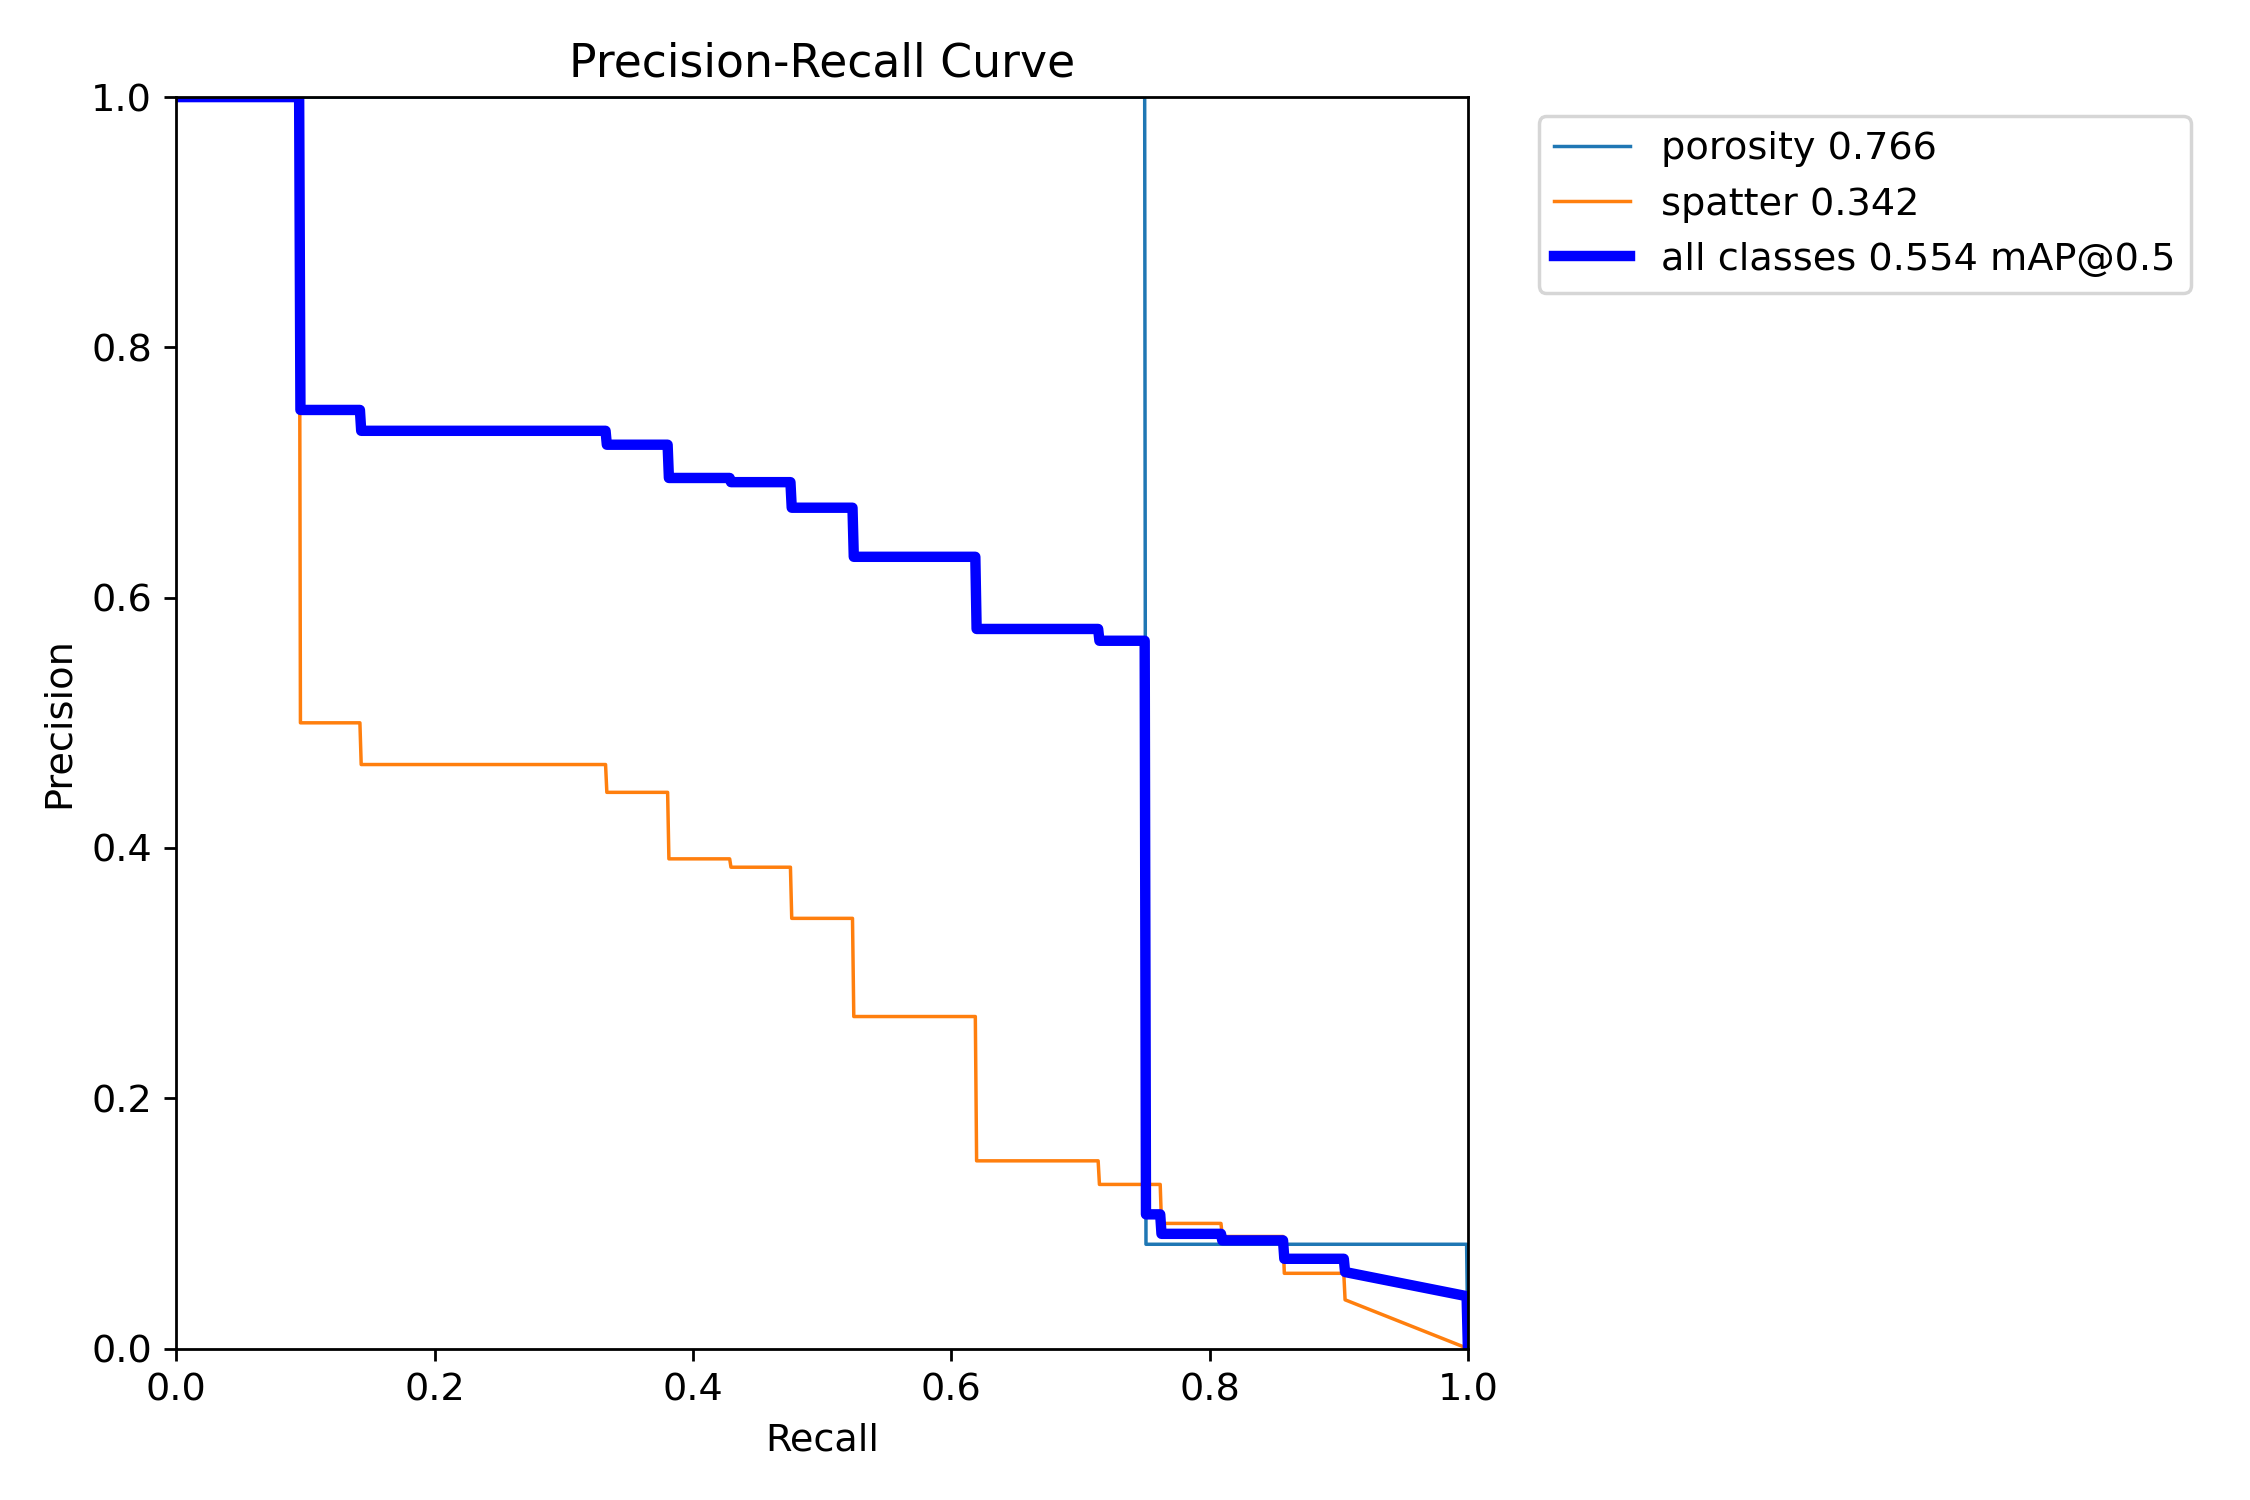 Precision-Recall Curve
1.0
0.8
0.6
0.4
0.2
0.0
Precision
0.0 0.2 0.4 0.6 0.8 1.0
Recall
porosity 0.766
spatter 0.342
all classes 0.554 mAP@0.5